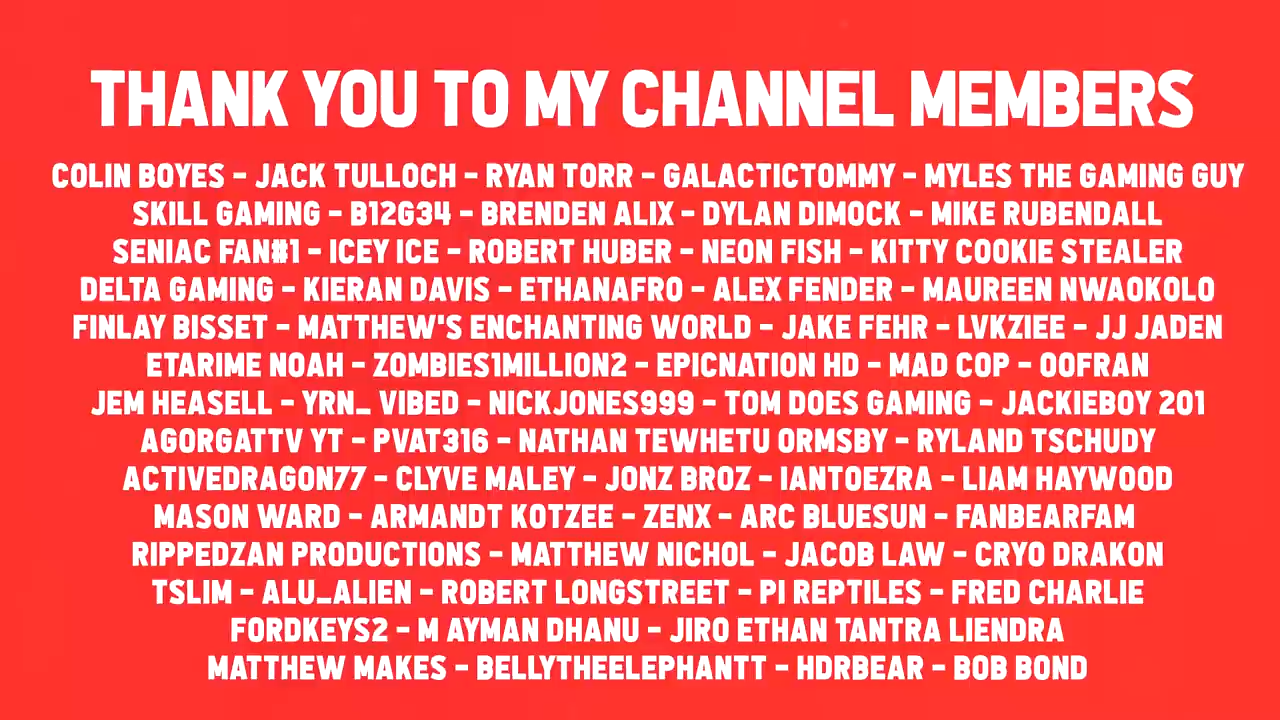 THANK YOU TO MY CHANNEL MEMBERS
COLIN BOYES - JACK TULLOCH - RYAN TORR - GALACTICTOMMY - MYLES THE GAMING GUY
SKILL GAMING - B12G34 - BRENDEN ALIX - DYLAN DIMOCK - MIKE RUBENDALL
SENIAC FAN#1 - ICEY ICE - ROBERT HUBER - NEON FISH - KITTY COOKIE STEALER
DELTA GAMING - KIERAN DAVIS - ETHANAFRO - ALEX FENDER - MAUREEN NWAOKOLO
FINLAY BISSET - MATTHEW'S ENCHANTING WORLD - JAKE FEHR - LVKZIEE - JJ JADEN
ETARIME NOAH - ZOMBIES1MILLION2 - EPICNATION HD - MAD COP - OOFRAN
JEM HEASELL - YRN_ VIBED - NICKJONES999 - TOM DOES GAMING - JACKIEBOY 201
AGORGATTV YT - PVAT316 - NATHAN TEWHETU ORMSBY - RYLAND TSCHUDY
ACTIVEDRAGON77 - CLYVE MALEY - JONZ BROZ - IANTOEZRA - LIAM HAYWOOD
MASON WARD - ARMANDT KOTZEE - ZENX - ARC BLUESUN - FANBEARFAM
RIPPEDZAN PRODUCTIONS - MATTHEW NICHOL - JACOB LAW - CRYO DRAKON
TSLIM - ALU_ALIEN - ROBERT LONGSTREET - PI REPTILES - FRED CHARLIE
FORDKEYS2 - M AYMAN DHANU - JIRO ETHAN TANTRA LIENDRA
MATTHEW MAKES - BELLYTHEELEPHANTT - HDRBEAR - BOB BOND